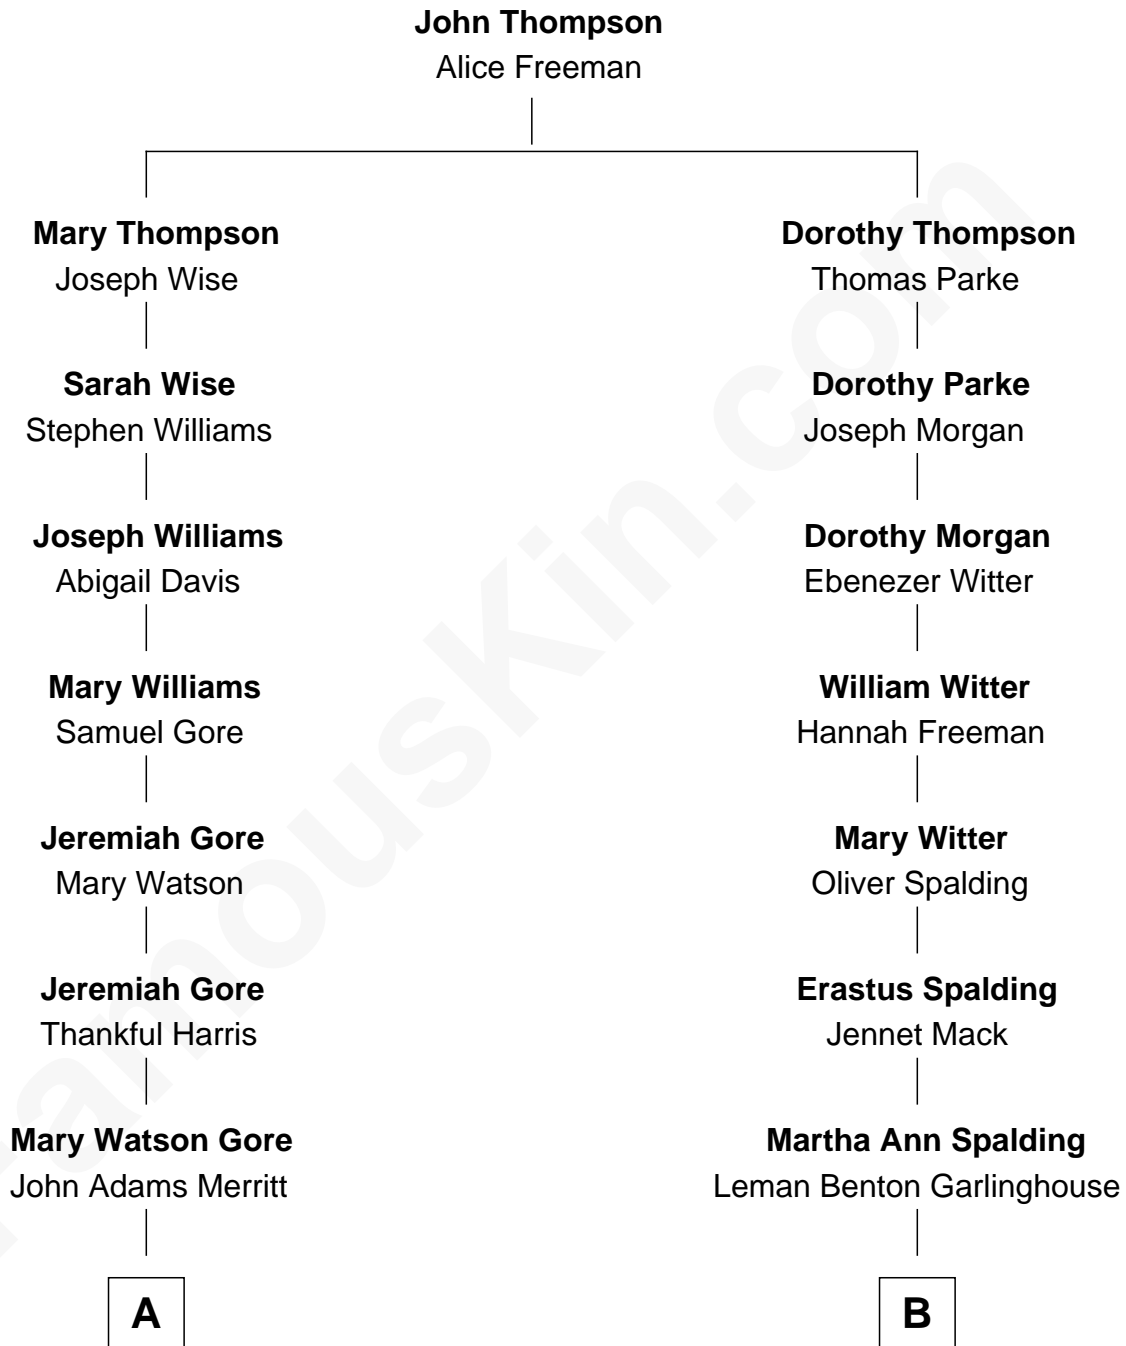 John Thompson
Alice Freeman
Mary Thompson
Joseph Wise
Dorothy Thompson
Thomas Parke
Sarah Wise
Stephen Williams
Dorothy Parke
Joseph Morgan
Joseph Williams
Abigail Davis
Dorothy Morgan
Ebenezer Witter
Mary Williams
Samuel Gore
William Witter
Hannah Freeman
Jeremiah Gore
Mary Watson
Mary Witter
Oliver Spalding
Jeremiah Gore
Thankful Harris
Erastus Spalding
Jennet Mack
Mary Watson Gore
John Adams Merritt
Martha Ann Spalding
Leman Benton Garlinghouse
A
B
FamousKin.com